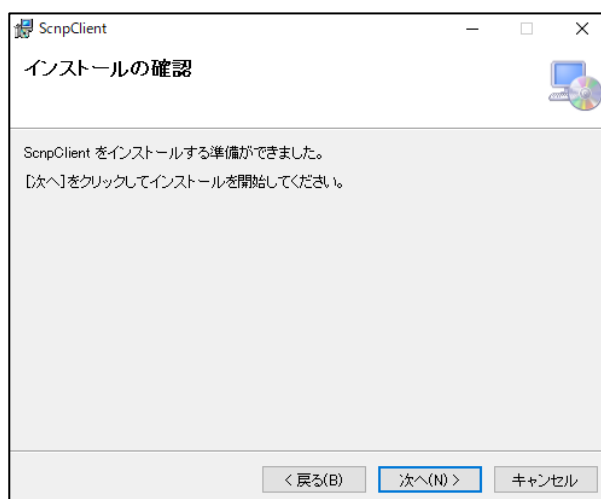 ScnpClient
インストールの確認
ScnpClient をインストールする準備ができました。
[次へ]をクリックしてインストールを開始してください。
< 戻る(B)
次へ(N) >
キャンセル